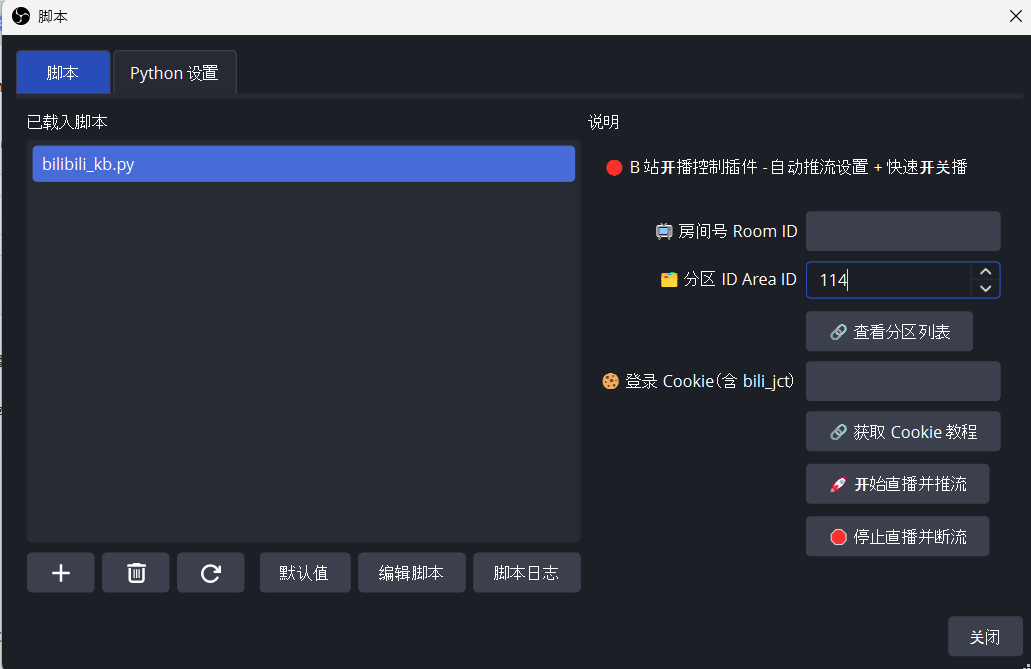 脚本
脚本
Python 设置
已载入脚本
说明
bilibili_kb.py
B 站开播控制插件 - 自动推流设置 + 快速开关播
房间号 Room ID
分区 ID Area ID
114
查看分区列表
登录 Cookie(含 bili_jct)
获取 Cookie 教程
开始直播并推流
停止直播并断流
默认值
编辑脚本
脚本日志
关闭